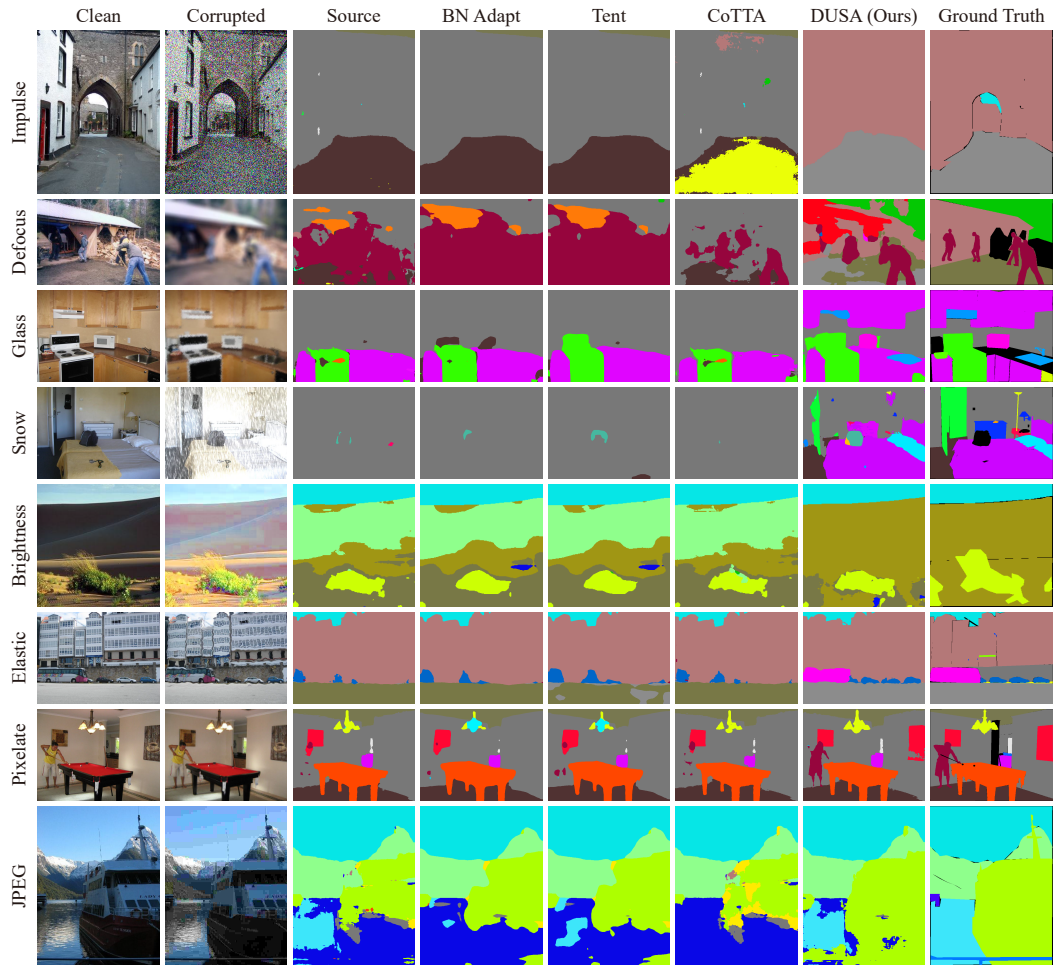 Clean Corrupted Source BN Adapt Tent CoTTA DUSA (Ours) Ground Truth
Impulse
Defocus
Glass
Snow
Brightness
Elastic
Pixelate
JPEG